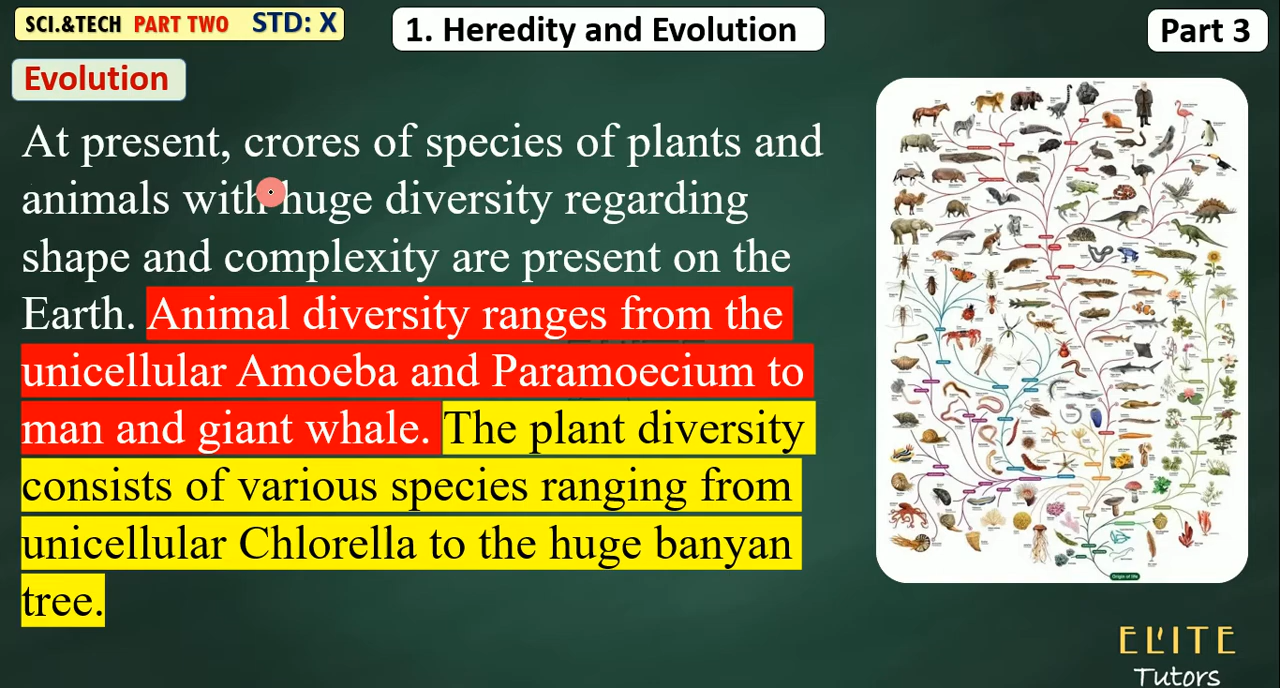 SCI.&TECH PART TWO STD: X
1. Heredity and Evolution
Part 3
Evolution
At present, crores of species of plants and
animals with huge diversity regarding
shape and complexity are present on the
Earth. Animal diversity ranges from the
unicellular Amoeba and Paramoecium to
man and giant whale. The plant diversity
consists of various species ranging from
unicellular Chlorella to the huge banyan
tree.
Origin of life
ELITE
Tutors